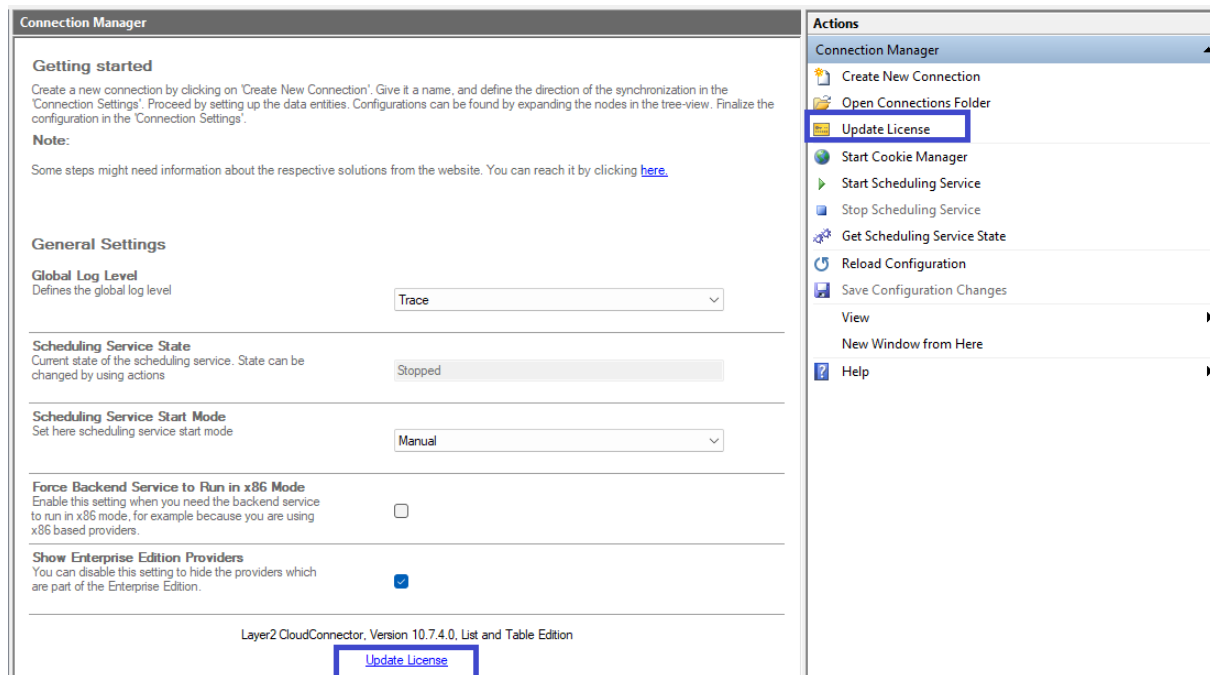 Connection Manager
Getting started
Create a new connection by clicking on 'Create New Connection'. Give it a name, and define the direction of the synchronization in the
'Connection Settings'. Proceed by setting up the data entities. Configurations can be found by expanding the nodes in the tree-view. Finalize the
configuration in the 'Connection Settings'.
Note:
Some steps might need information about the respective solutions from the website. You can reach it by clicking here.
General Settings
Global Log Level
Defines the global log level
Trace
Scheduling Service State
Current state of the scheduling service. State can be
changed by using actions
Stopped
Scheduling Service Start Mode
Set here scheduling service start mode
Manual
Force Backend Service to Run in x86 Mode
Enable this setting when you need the backend service
to run in x86 mode, for example because you are using
x86 based providers.
Show Enterprise Edition Providers
You can disable this setting to hide the providers which
are part of the Enterprise Edition.
Layer2 CloudConnector, Version 10.7.4.0, List and Table Edition
Update License
Actions
Connection Manager
Create New Connection
Open Connections Folder
Update License
Start Cookie Manager
Start Scheduling Service
Stop Scheduling Service
Get Scheduling Service State
Reload Configuration
Save Configuration Changes
View
New Window from Here
Help